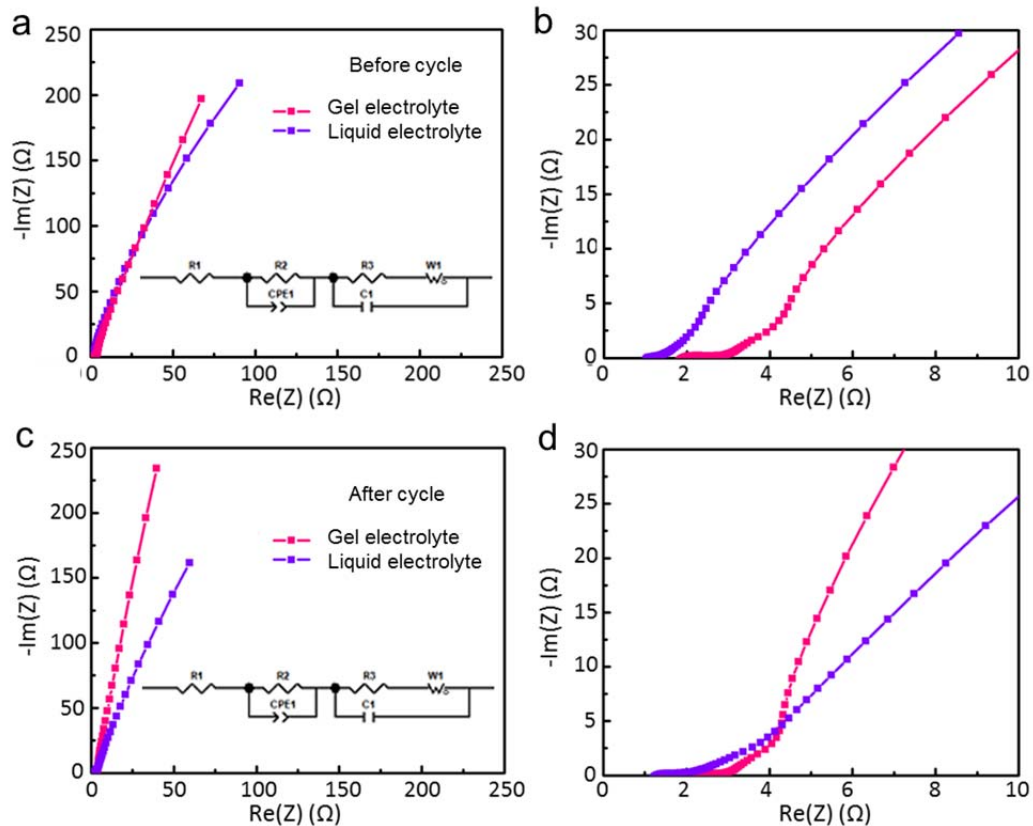 a
250
200
150
100
50
0
-Im(Z) (Ω)
Before cycle
Gel electrolyte
Liquid electrolyte
R1 R2 R3 W1
CPE1 C1
0 50 100 150 200 250
Re(Z) (Ω)
b
30
25
20
15
10
5
0
-Im(Z) (Ω)
0 2 4 6 8 10
Re(Z) (Ω)
c
250
200
150
100
50
0
-Im(Z) (Ω)
After cycle
Gel electrolyte
Liquid electrolyte
R1 R2 R3 W1
CPE1 C1
0 50 100 150 200 250
Re(Z) (Ω)
d
30
25
20
15
10
5
0
-Im(Z) (Ω)
0 2 4 6 8 10
Re(Z) (Ω)